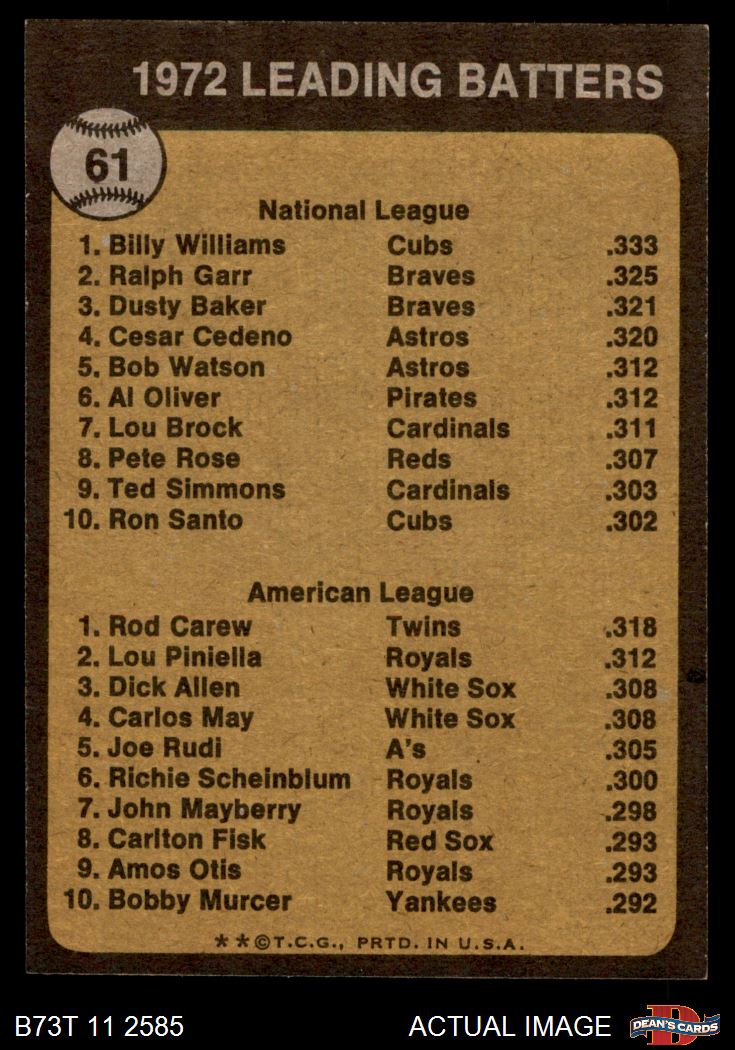 1972 LEADING BATTERS
61
National League
1. Billy Williams Cubs .333
2. Ralph Garr Braves .325
3. Dusty Baker Braves .321
4. Cesar Cedeno Astros .320
5. Bob Watson Astros .312
6. Al Oliver Pirates .312
7. Lou Brock Cardinals .311
8. Pete Rose Reds .307
9. Ted Simmons Cardinals .303
10. Ron Santo Cubs .302
American League
1. Rod Carew Twins .318
2. Lou Piniella Royals .312
3. Dick Allen White Sox .308
4. Carlos May White Sox .308
5. Joe Rudi A's .305
6. Richie Scheinblum Royals .300
7. John Mayberry Royals .298
8. Carlton Fisk Red Sox .293
9. Amos Otis Royals .293
10. Bobby Murcer Yankees .292
**©T.C.G., PRTD. IN U.S.A.
B73T 11 2585 ACTUAL IMAGE D DEAN'S CARDS